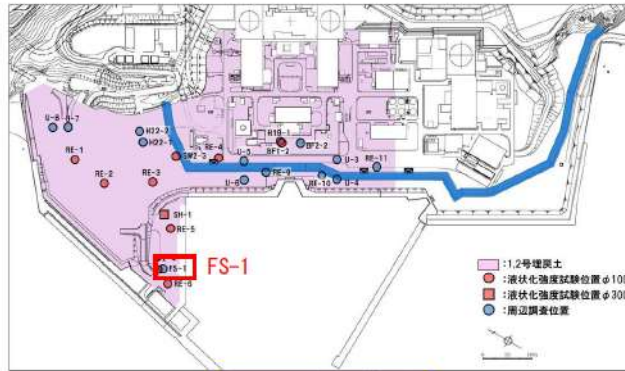 U-8 U-7
H22-2
H22-7
RE-1
RE-2
RE-3
SW2-3
RE-4
U-5
H19-1
BF1-2
BF2-2
U-3
RE-11
RE-9
U-6
RE-10
U-4
SH-1
RE-5
FS-1
FS-1
RE-6
:1,2号埋戻土
:液状化強度試験位置φ100
:液状化強度試験位置φ300
:周辺調査位置